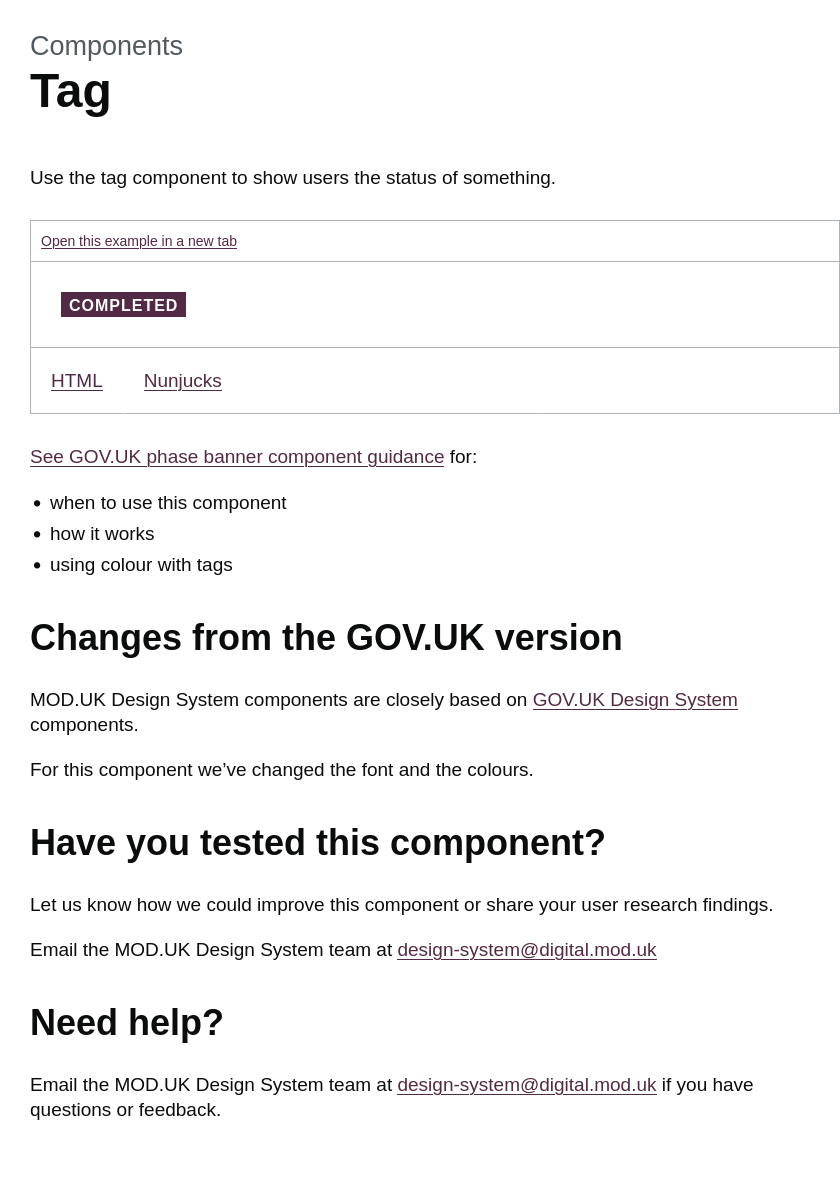 Components
Tag
Use the tag component to show users the status of something.
Open this example in a new tab
COMPLETED
HTML Nunjucks
See GOV.UK phase banner component guidance for:
• when to use this component
• how it works
• using colour with tags
Changes from the GOV.UK version
MOD.UK Design System components are closely based on GOV.UK Design System
components.
For this component we’ve changed the font and the colours.
Have you tested this component?
Let us know how we could improve this component or share your user research findings.
Email the MOD.UK Design System team at design-system@digital.mod.uk
Need help?
Email the MOD.UK Design System team at design-system@digital.mod.uk if you have
questions or feedback.